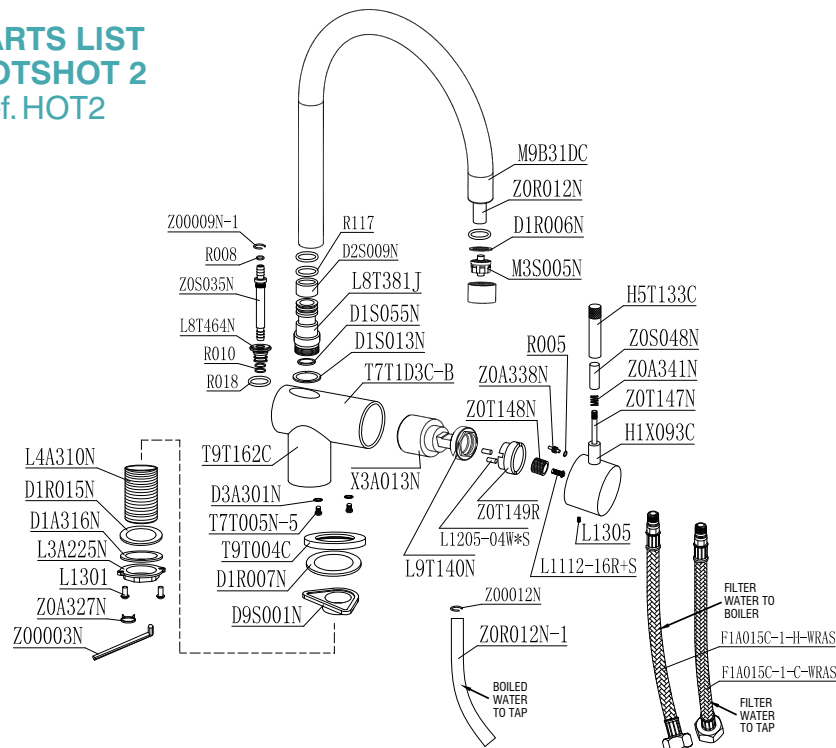 ARTS LIST
OTSHOT 2
f. HOT2
M9B31DC
Z0R012N
D1R006N
M3S005N
Z00009N-1
R008
Z0S035N
L8T464N
R010
R018
R117
D2S009N
L8T381J
D1S055N
D1S013N
T7T1D3C-B
H5T133C
Z0S048N
Z0A341N
Z0T147N
H1X093C
R005
Z0A338N
Z0T148N
T9T162C
X3A013N
L4A310N
D1R015N
D1A316N
L3A225N
L1301
Z0A327N
Z00003N
D3A301N
T7T005N-5
T9T004C
D1R007N
D9S001N
Z0T149R
L1205-04W*S
L9T140N
L1305
L1112-16R+S
Z00012N
Z0R012N-1
BOILED
WATER
TO TAP
FILTER
WATER TO
BOILER
F1A015C-1-H-WRAS
F1A015C-1-C-WRAS
FILTER
WATER
TO TAP